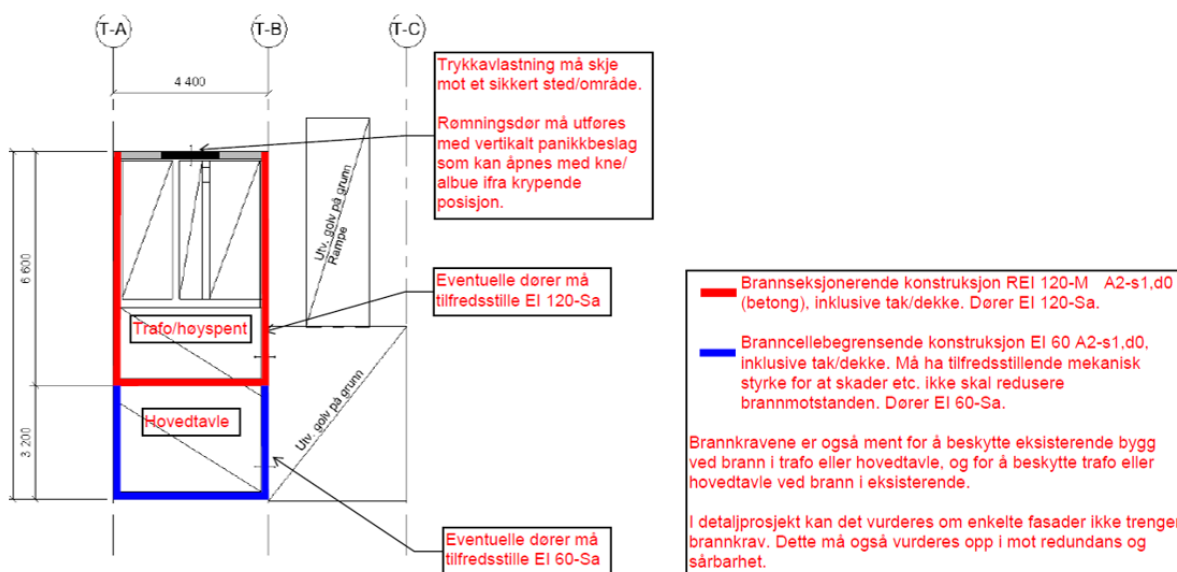 T-A
T-B
T-C
4 400
Trykkavlastning må skje
mot et sikkert sted/område.
Rømningsdør må utføres
med vertikalt panikkbeslag
som kan åpnes med kne/
albue ifra krypende
posisjon.
Utv. golv på grunn
Rampe
6 600
Eventuelle dører må
tilfredsstille EI 120-Sa
Trafo/høyspent
Utv. golv på grunn
3 200
Hovedtavle
Eventuelle dører må
tilfredsstille EI 60-Sa
Brannseksjonerende konstruksjon REI 120-M A2-s1,d0
(betong), inklusive tak/dekke. Dører EI 120-Sa.
Branncellebegrensende konstruksjon EI 60 A2-s1,d0,
inklusive tak/dekke. Må ha tilfredsstillende mekanisk
styrke for at skader etc. ikke skal redusere
brannmotstanden. Dører EI 60-Sa.
Brannkravene er også ment for å beskytte eksisterende bygg
ved brann i trafo eller hovedtavle, og for å beskytte trafo eller
hovedtavle ved brann i eksisterende.
I detaljprosjekt kan det vurderes om enkelte fasader ikke trenger
brannkrav. Dette må også vurderes opp i mot redundans og
sårbarhet.